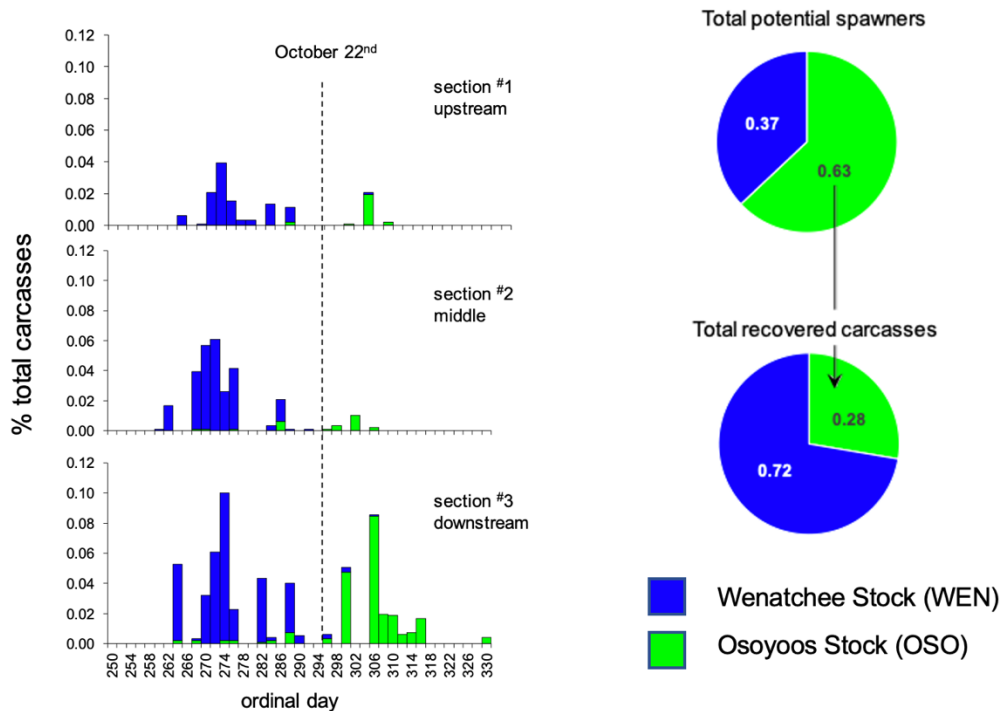 % total carcasses
0.12
0.10
0.08
0.06
0.04
0.02
0.00
October 22nd
section #1
upstream
0.12
0.10
0.08
0.06
0.04
0.02
0.00
section #2
middle
0.12
0.10
0.08
0.06
0.04
0.02
0.00
section #3
downstream
250 254 258 262 266 270 274 278 282 286 290 294 298 302 306 310 314 318 322 326 330
ordinal day
Total potential spawners
0.37
0.63
Total recovered carcasses
0.28
0.72
Wenatchee Stock (WEN)
Osoyoos Stock (OSO)